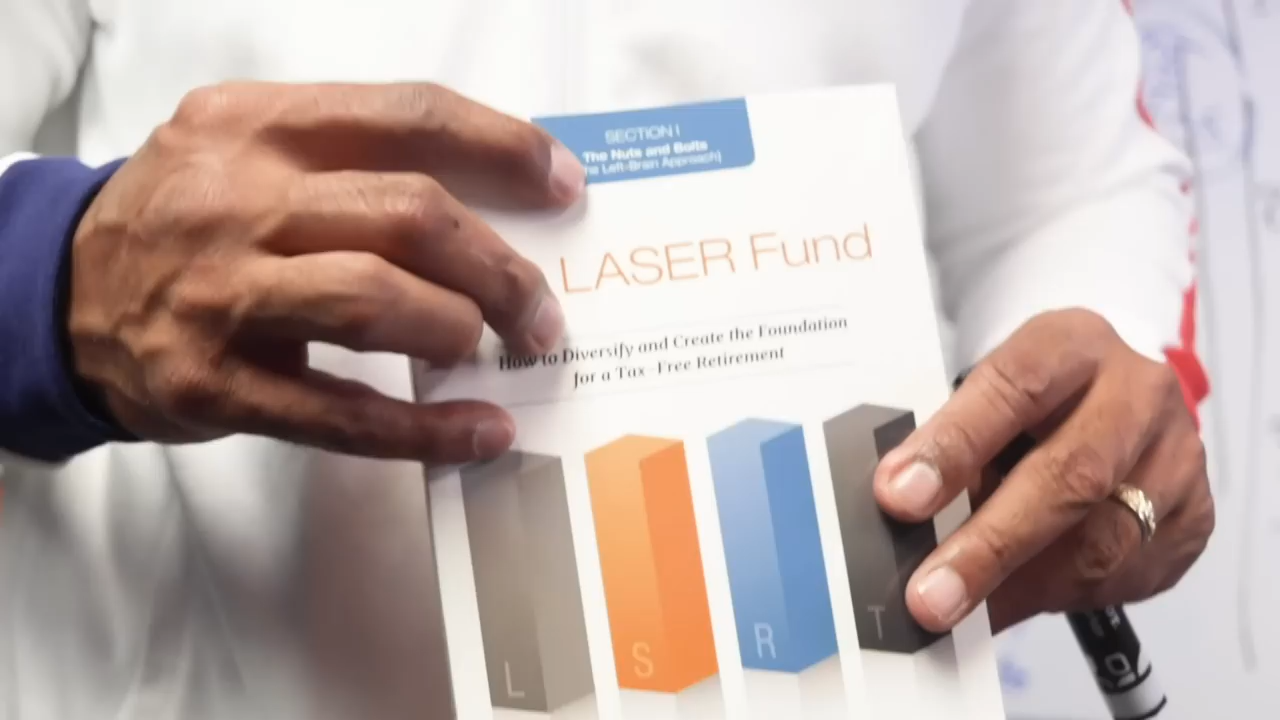 SECTION I
The Nuts and Bolts
he Left-Brain Approach)
LASER Fund
How to Diversify and Create the Foundation
for a Tax-Free Retirement
L
S
R
T